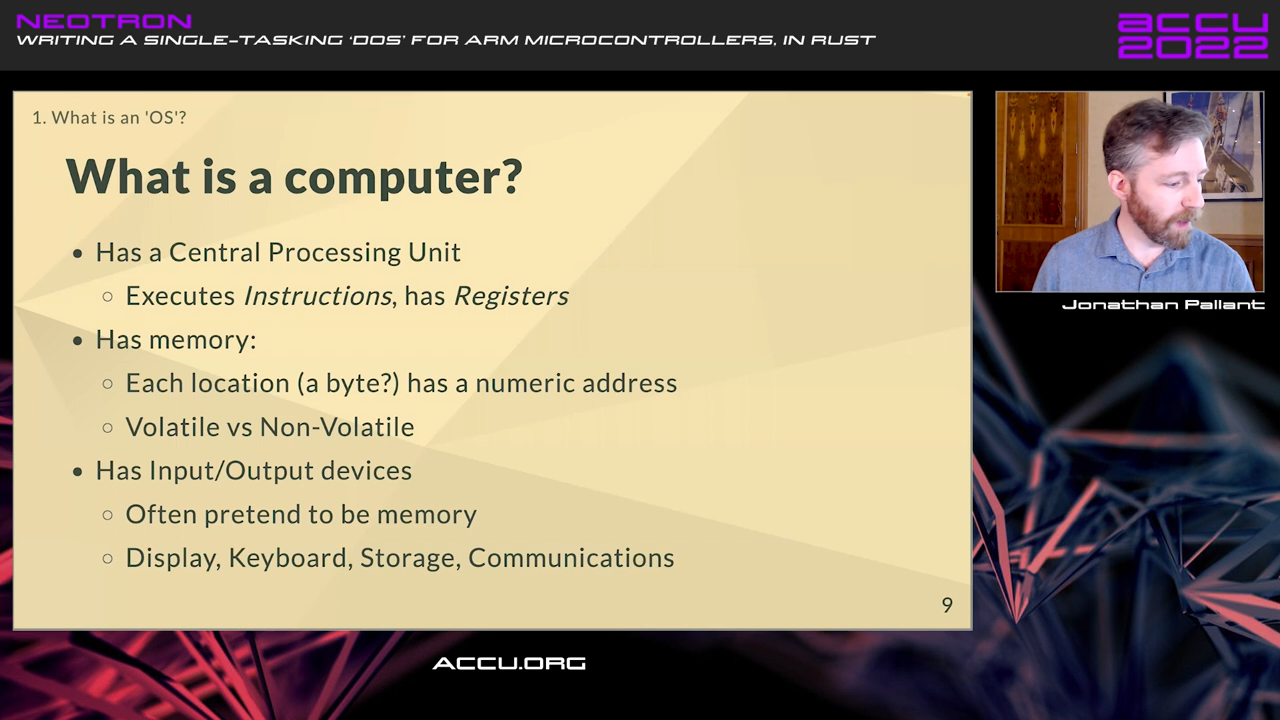 NEOTRON
WRITING A SINGLE-TASKING 'DOS' FOR ARM MICROCONTROLLERS, IN RUST
ACCU
2022
1. What is an 'OS'?
What is a computer?
• Has a Central Processing Unit
○ Executes Instructions, has Registers
• Has memory:
○ Each location (a byte?) has a numeric address
○ Volatile vs Non-Volatile
• Has Input/Output devices
○ Often pretend to be memory
○ Display, Keyboard, Storage, Communications
9
Jonathan Pallant
ACCU.ORG